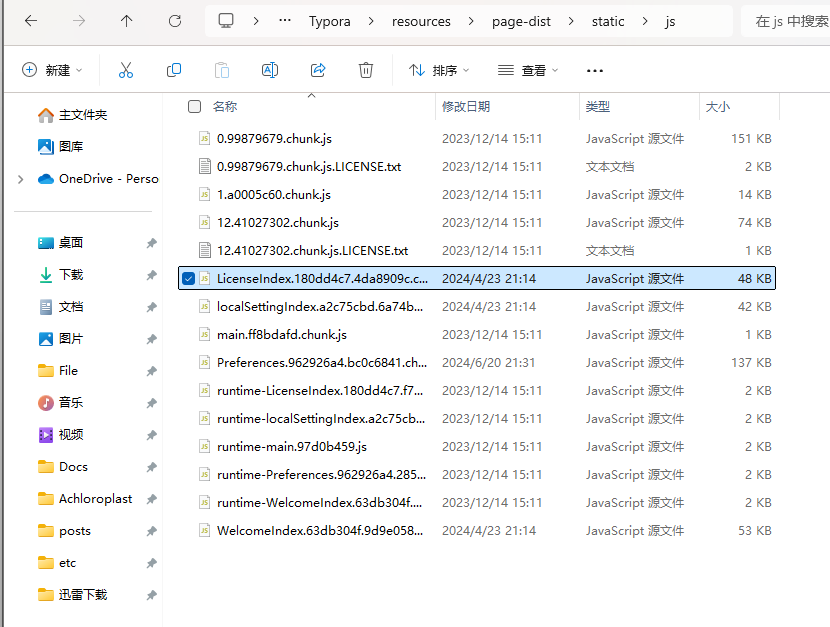 Typora > resources > page-dist > static > js 在 js 中搜索
新建 排序 查看
名称 修改日期 类型 大小
主文件夹
图库
OneDrive - Perso
桌面
下载
文档
图片
File
音乐
视频
Docs
Achloroplast
posts
etc
迅雷下载
0.99879679.chunk.js 2023/12/14 15:11 JavaScript 源文件 151 KB
0.99879679.chunk.js.LICENSE.txt 2023/12/14 15:11 文本文档 2 KB
1.a0005c60.chunk.js 2023/12/14 15:11 JavaScript 源文件 14 KB
12.41027302.chunk.js 2023/12/14 15:11 JavaScript 源文件 74 KB
12.41027302.chunk.js.LICENSE.txt 2023/12/14 15:11 文本文档 1 KB
LicenseIndex.180dd4c7.4da8909c.c... 2024/4/23 21:14 JavaScript 源文件 48 KB
localSettingIndex.a2c75cbd.6a74b... 2024/4/23 21:14 JavaScript 源文件 42 KB
main.ff8bdafd.chunk.js 2023/12/14 15:11 JavaScript 源文件 1 KB
Preferences.962926a4.bc0c6841.ch... 2024/6/20 21:31 JavaScript 源文件 137 KB
runtime-LicenseIndex.180dd4c7.f7... 2023/12/14 15:11 JavaScript 源文件 2 KB
runtime-localSettingIndex.a2c75cb... 2023/12/14 15:11 JavaScript 源文件 2 KB
runtime-main.97d0b459.js 2023/12/14 15:11 JavaScript 源文件 2 KB
runtime-Preferences.962926a4.285... 2023/12/14 15:11 JavaScript 源文件 2 KB
runtime-WelcomeIndex.63db304f.... 2023/12/14 15:11 JavaScript 源文件 2 KB
WelcomeIndex.63db304f.9d9e058... 2024/4/23 21:14 JavaScript 源文件 53 KB